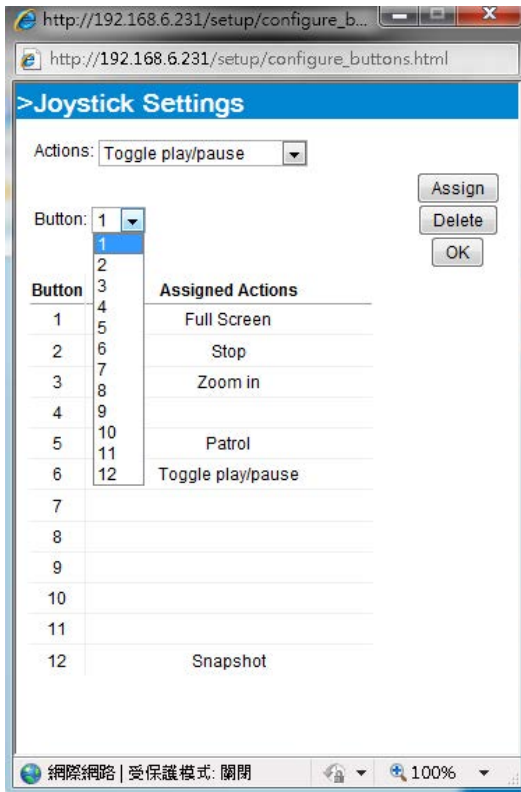 http://192.168.6.231/setup/configure_b...
http://192.168.6.231/setup/configure_buttons.html
>Joystick Settings
Actions: Toggle play/pause
Assign
Button: 1
Delete
OK
1
2
3
4
5
6
7
8
9
10
11
12
Button Assigned Actions
1 Full Screen
2 Stop
3 Zoom in
4
5 Patrol
6 Toggle play/pause
7
8
9
10
11
12 Snapshot
網際網路 | 受保護模式: 關閉 100%